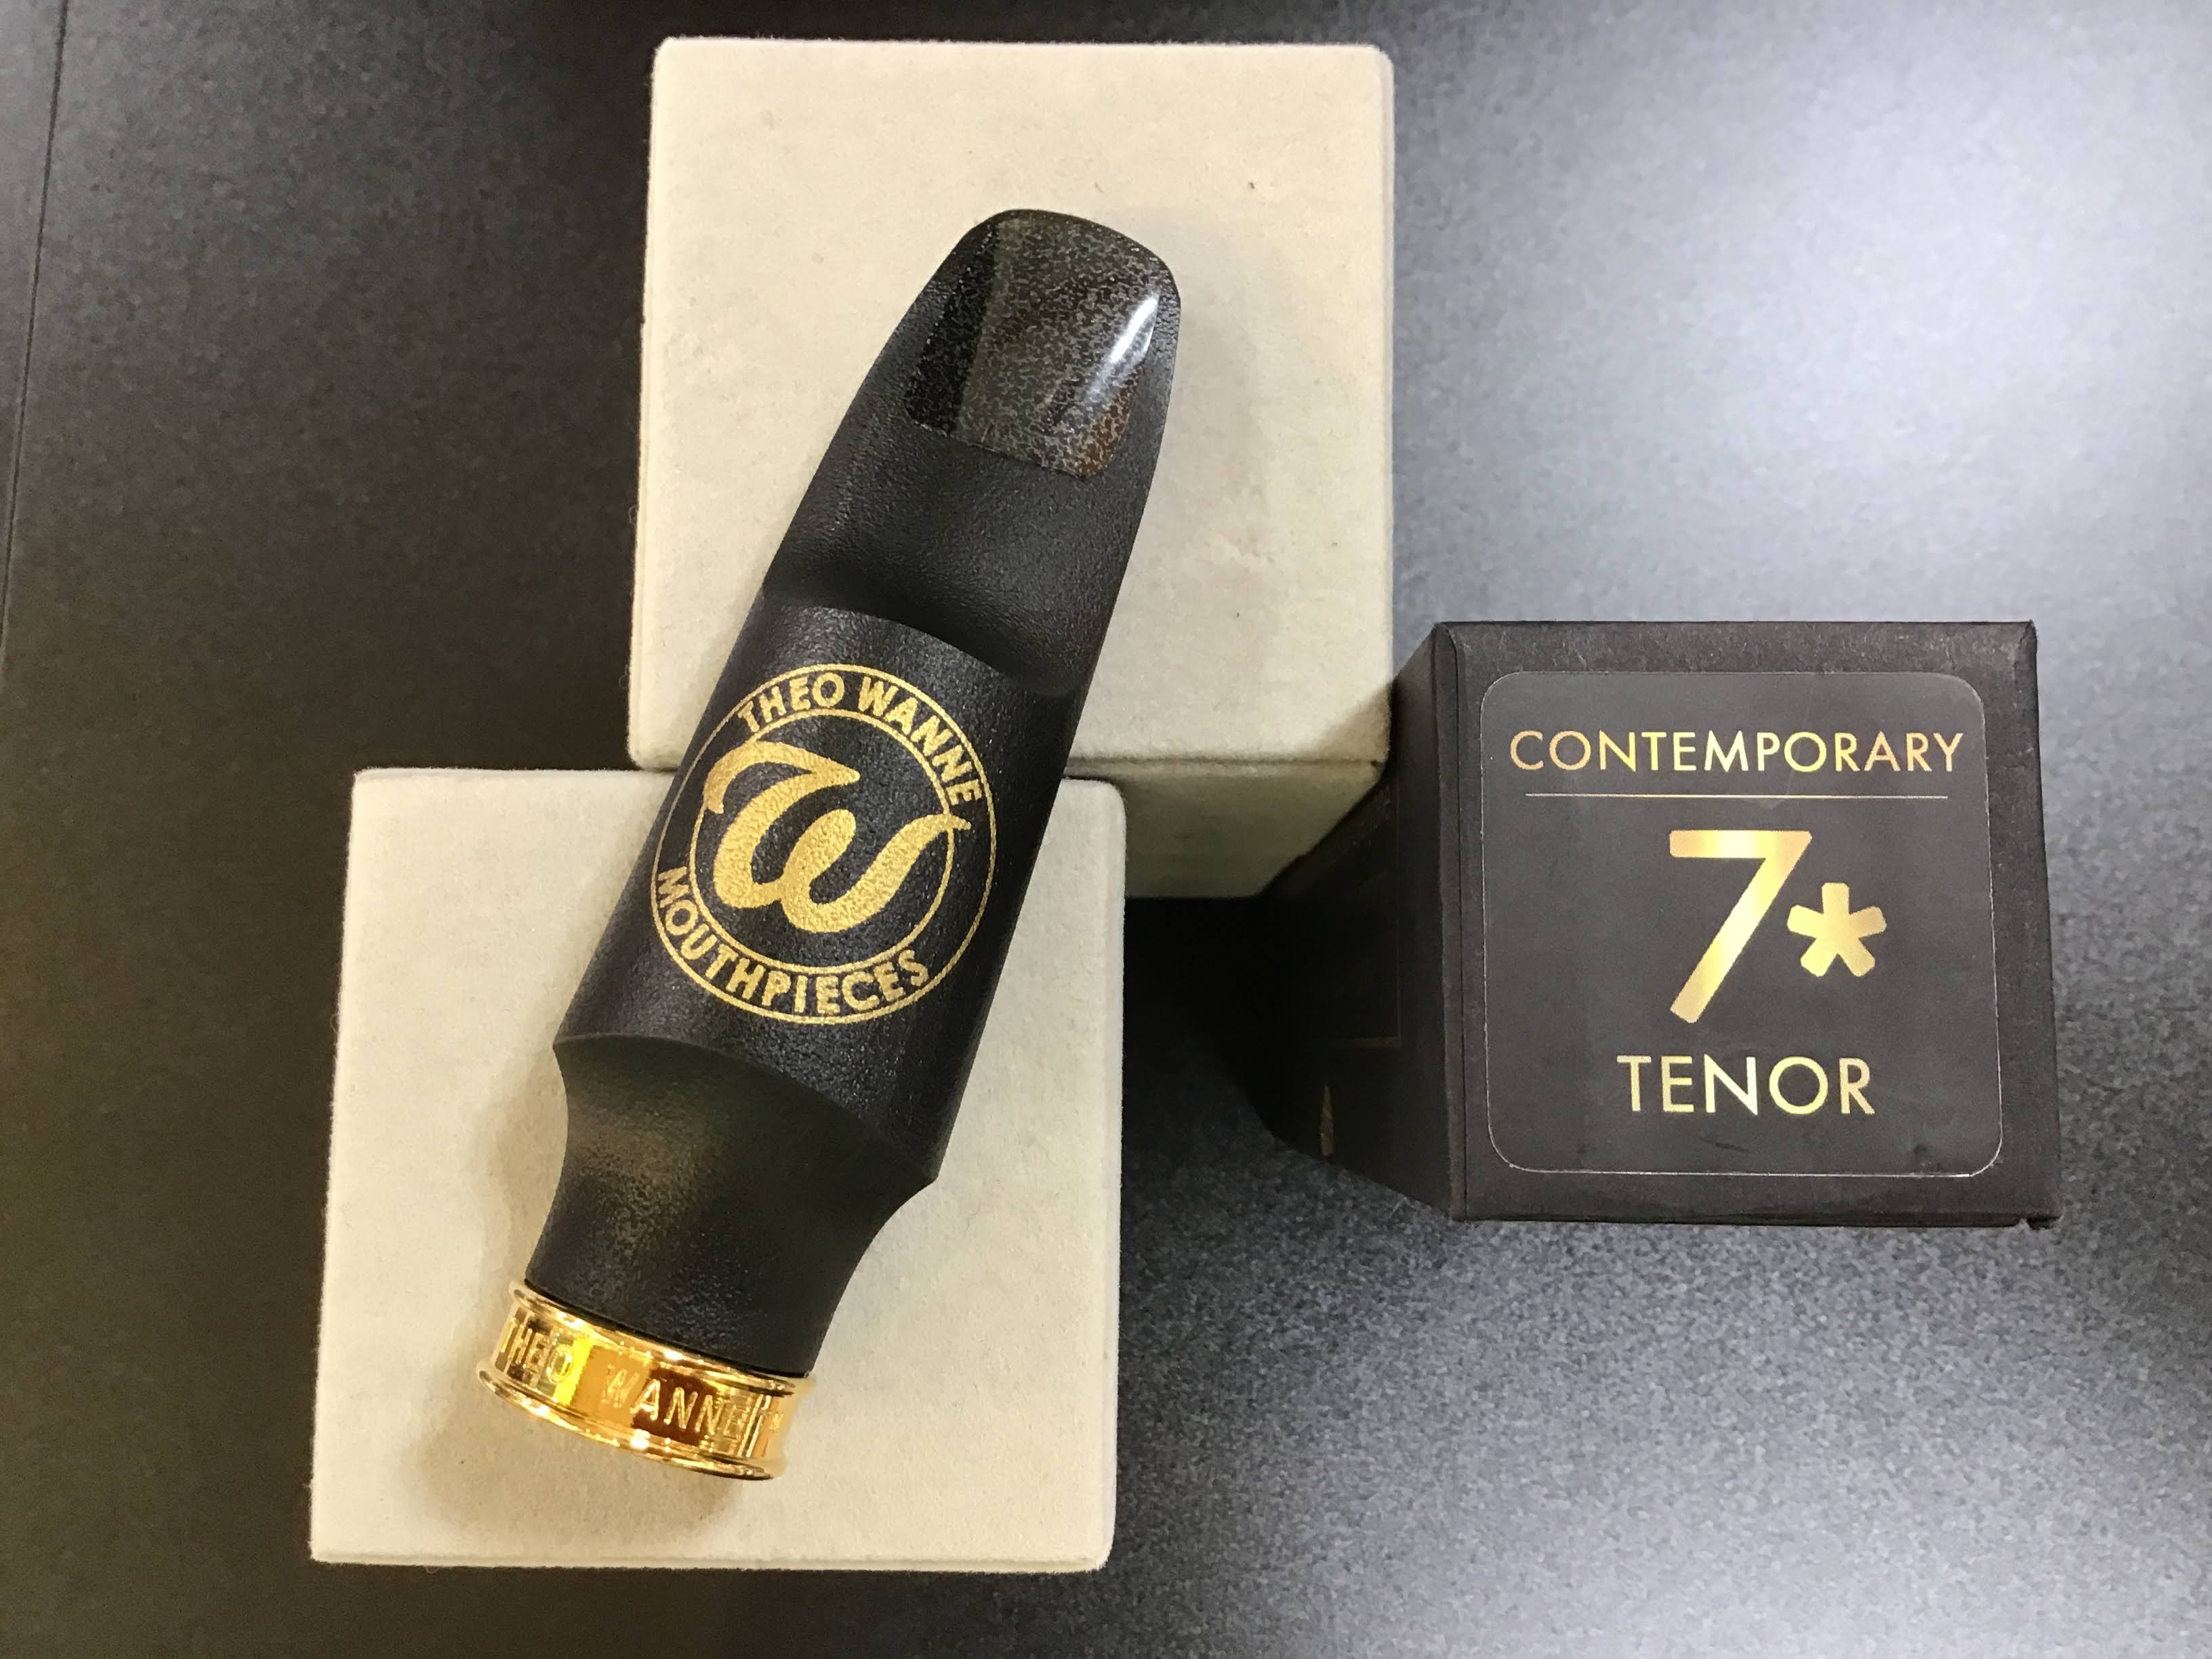 THEO WANNE
W
MOUTHPIECES
THEO WANNE
CONTEMPORARY
7*
TENOR